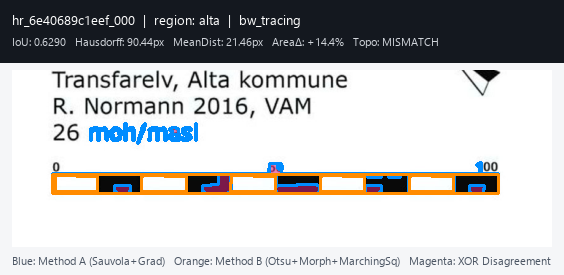 hr_6e40689c1eef_000 | region: alta | bw_tracing
IoU: 0.6290 Hausdorff: 90.44px MeanDist: 21.46px AreaΔ: +14.4% Topo: MISMATCH
Transfarelv, Alta kommune
R. Normann 2016, VAM
26 moh/masl
0 100
Blue: Method A (Sauvola+Grad) Orange: Method B (Otsu+Morph+MarchingSq) Magenta: XOR Disagreement